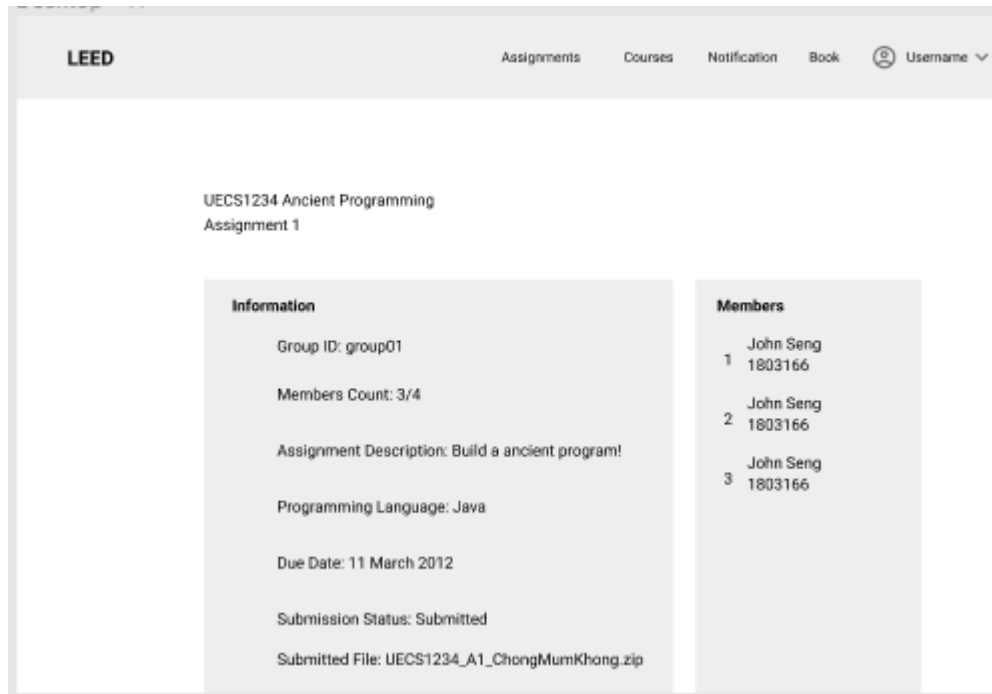 LEED
Assignments
Courses
Notification
Book
Username
UECS1234 Ancient Programming
Assignment 1
Information
Group ID: group01
Members Count: 3/4
Assignment Description: Build a ancient program!
Programming Language: Java
Due Date: 11 March 2012
Submission Status: Submitted
Submitted File: UECS1234_A1_ChongMumKhong.zip
Members
1
John Seng
1803166
2
John Seng
1803166
3
John Seng
1803166